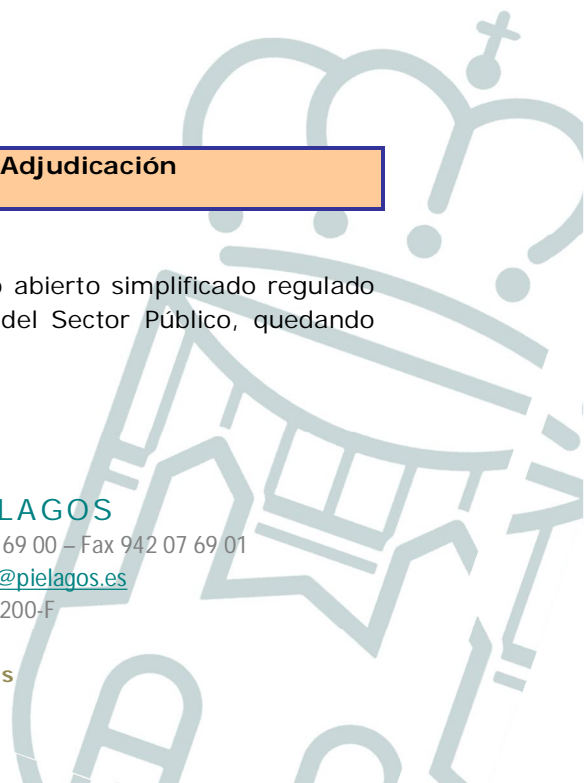 Adjudicación
abierto simplificado regulado
del Sector Público, quedando
LAGOS
69 00 – Fax 942 07 69 01
@pielagos.es
200-F
s